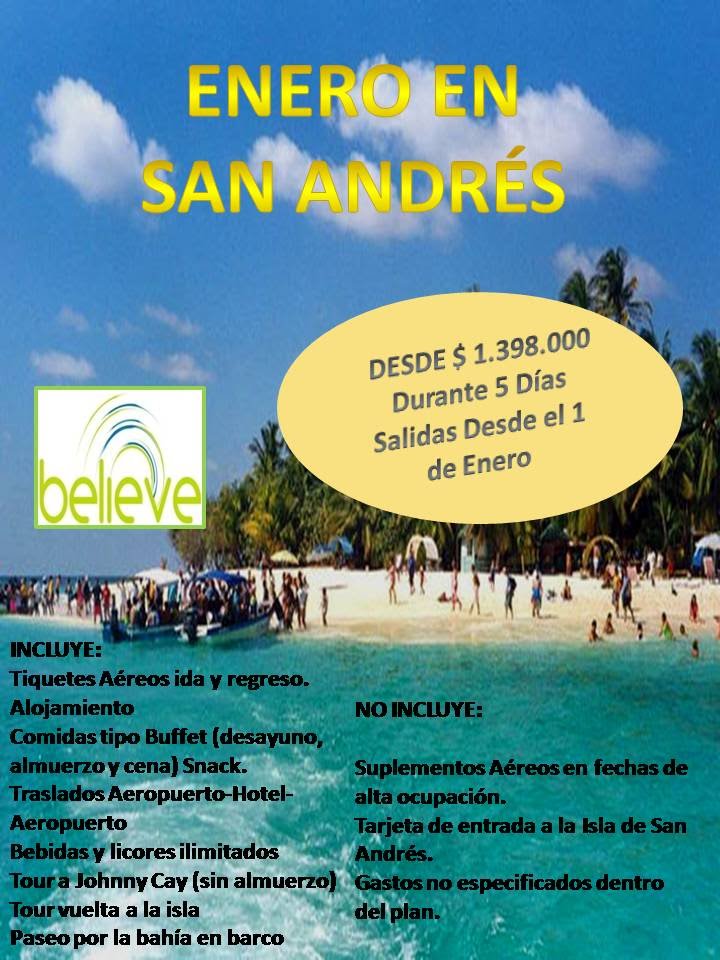 ENERO EN
SAN ANDRÉS
DESDE $ 1.398.000
Durante 5 Días
Salidas Desde el 1
de Enero
believe
INCLUYE:
Tiquetes Aéreos ida y regreso.
Alojamiento
Comidas tipo Buffet (desayuno,
almuerzo y cena) Snack.
Traslados Aeropuerto-Hotel-
Aeropuerto
Bebidas y licores ilimitados
Tour a Johnny Cay (sin almuerzo)
Tour vuelta a la isla
Paseo por la bahía en barco
NO INCLUYE:
Suplementos Aéreos en fechas de
alta ocupación.
Tarjeta de entrada a la Isla de San
Andrés.
Gastos no especificados dentro
del plan.